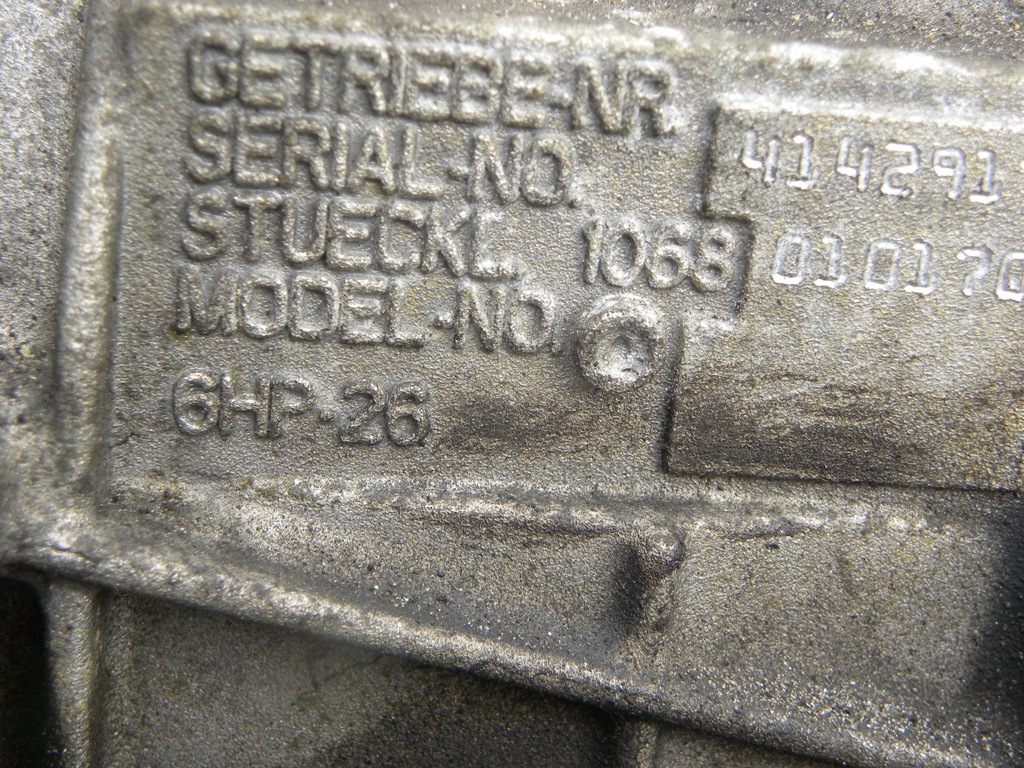 GETRIEBE-NR.
SERIAL-NO. 414291
STUECKL. 1068 010170
MODEL-NO.
6HP·26